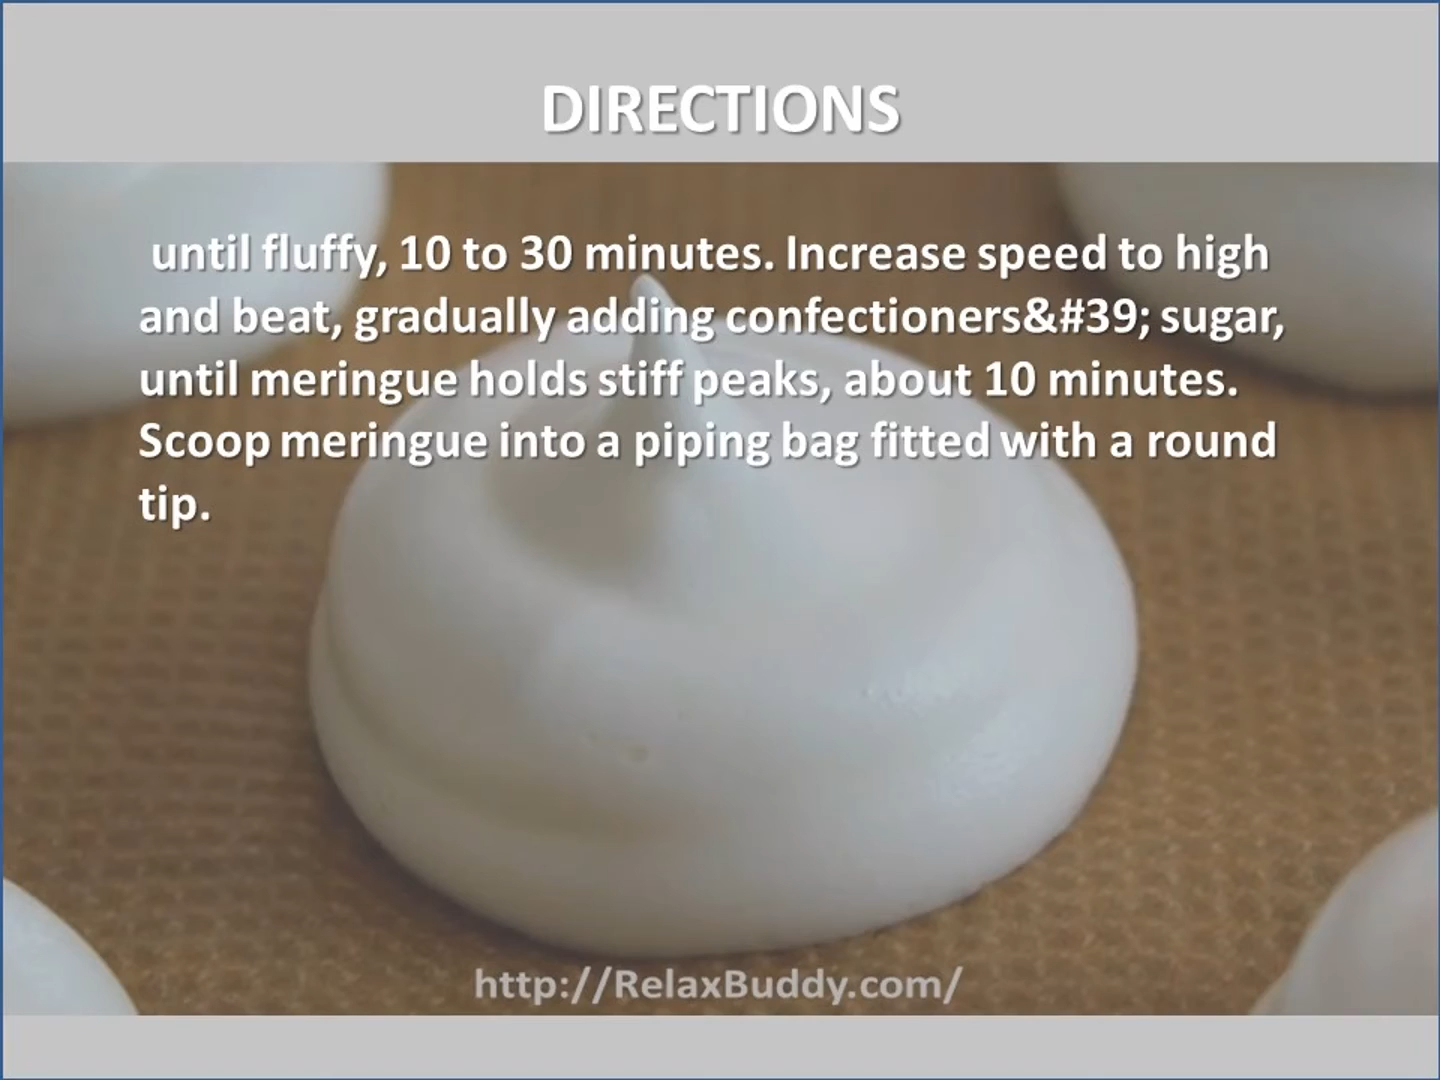 DIRECTIONS
until fluffy, 10 to 30 minutes. Increase speed to high
and beat, gradually adding confectioners&#39; sugar,
until meringue holds stiff peaks, about 10 minutes.
Scoop meringue into a piping bag fitted with a round
tip.
http://RelaxBuddy.com/